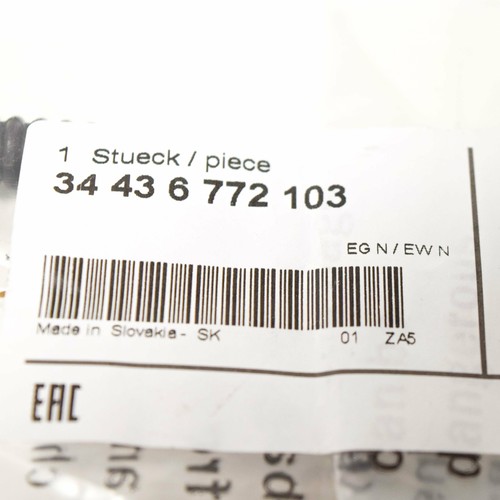 1 Stueck / piece
34 43 6 772 103
EG N / EW N
Made in Slovakia - SK 01 ZA5
EAC